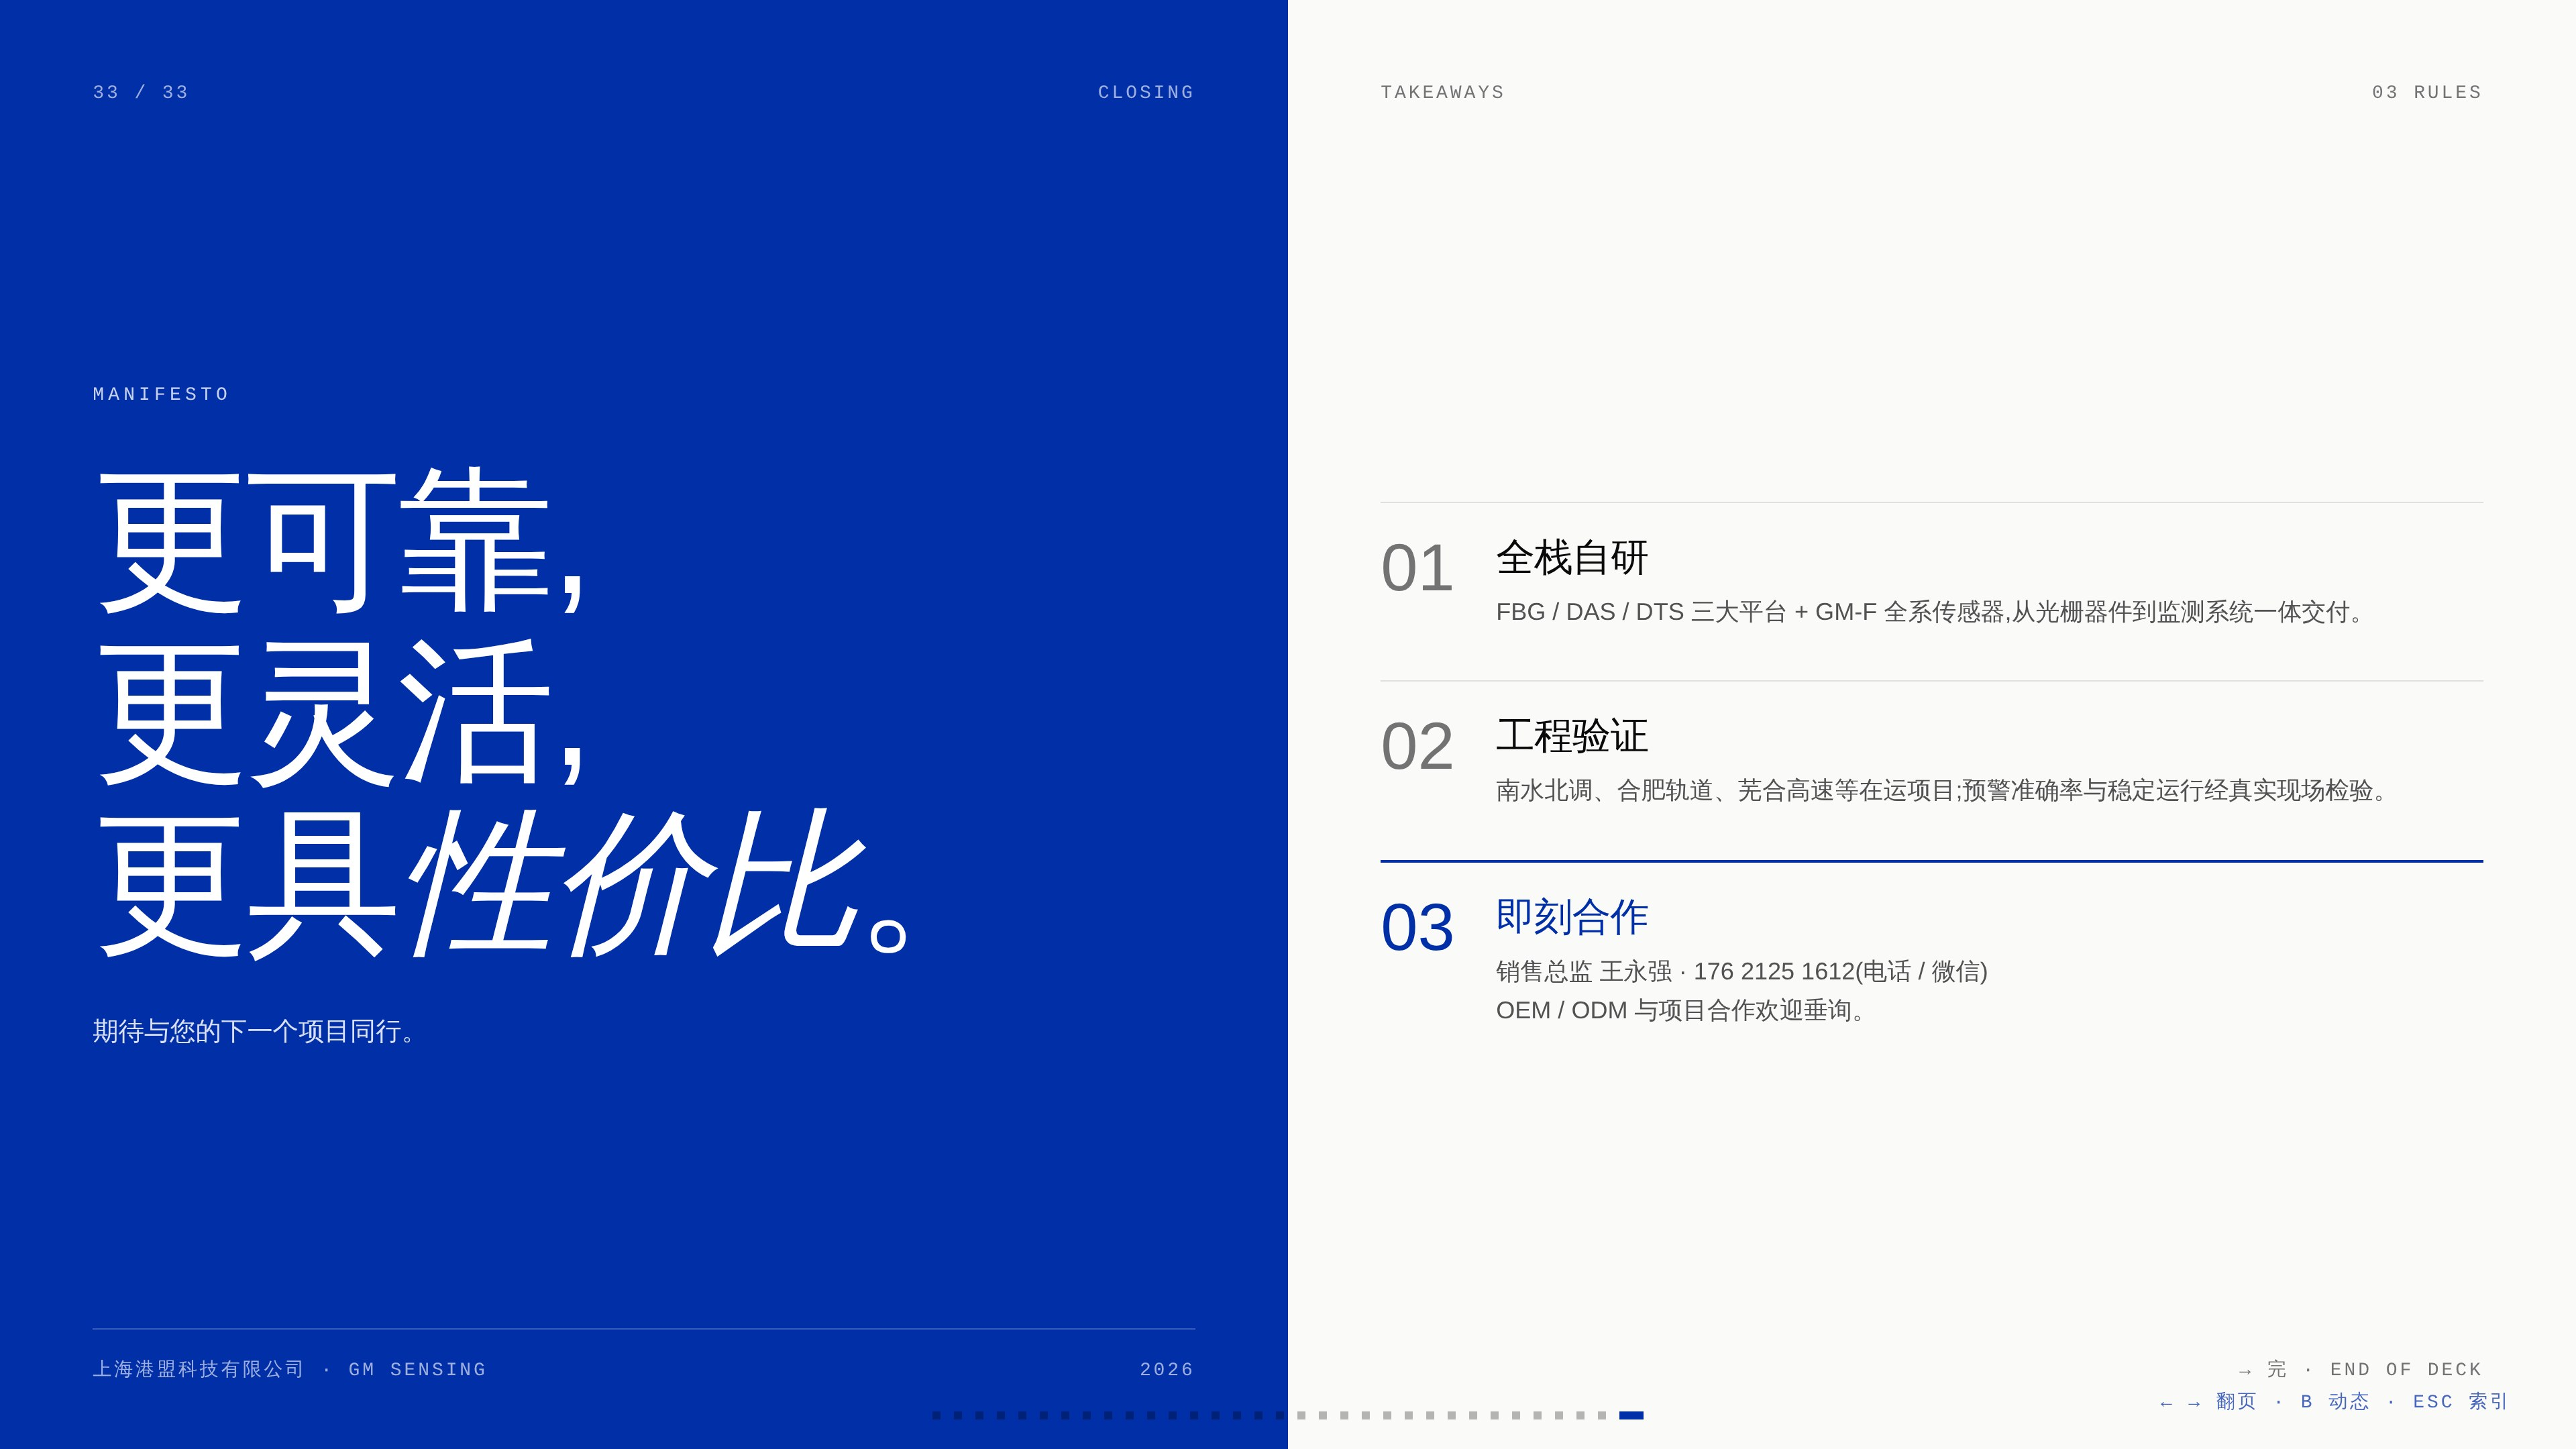 33 / 33
CLOSING
MANIFESTO
更可靠,
更灵活,
更具性价比。
期待与您的下一个项目同行。
上海港盟科技有限公司 · GM SENSING
2026
TAKEAWAYS
03 RULES
01
全栈自研
FBG / DAS / DTS 三大平台 + GM-F 全系传感器,从光栅器件到监测系统一体交付。
02
工程验证
南水北调、合肥轨道、芜合高速等在运项目;预警准确率与稳定运行经真实现场检验。
03
即刻合作
销售总监 王永强 · 176 2125 1612(电话 / 微信)
OEM / ODM 与项目合作欢迎垂询。
→ 完 · END OF DECK
← → 翻页 · B 动态 · ESC 索引